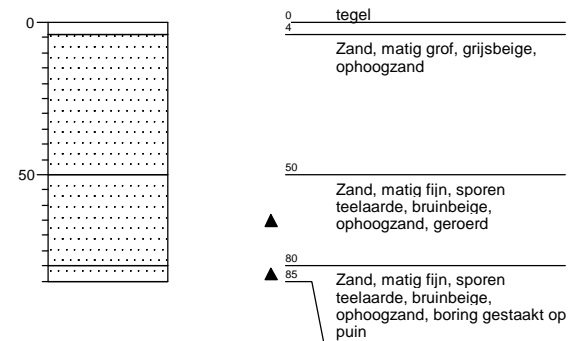 0
0
tegel
4
Zand, matig grof, grijsbeige,
ophoogzand
50
50
Zand, matig fijn, sporen
teelaarde, bruinbeige,
ophoogzand, geroerd
80
85
Zand, matig fijn, sporen
teelaarde, bruinbeige,
ophoogzand, boring gestaakt op
puin